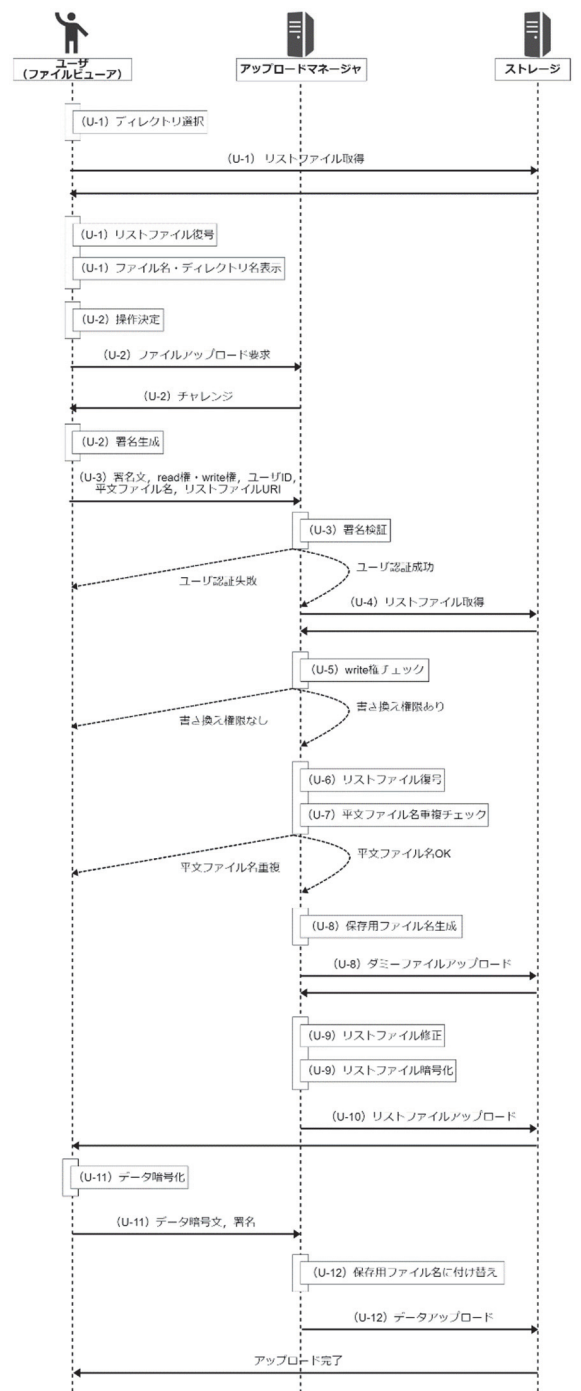 ユーザ
（ファイルビューア）
アップロードマネージャ
ストレージ
（U-1）ディレクトリ選択
（U-1）リストファイル取得
（U-1）リストファイル復号
（U-1）ファイル名・ディレクトリ名表示
（U-2）操作決定
（U-2）ファイルアップロード要求
（U-2）チャレンジ
（U-2）署名生成
（U-3）署名文，read権・write権，ユーザID，
平文ファイル名，リストファイルURI
（U-3）署名検証
ユーザ認証成功
ユーザ認証失敗
（U-4）リストファイル取得
（U-5）write権チェック
書き換え権限あり
書き換え権限なし
（U-6）リストファイル復号
（U-7）平文ファイル名重複チェック
平文ファイル名OK
平文ファイル名重複
（U-8）保存用ファイル名生成
（U-8）ダミーファイルアップロード
（U-9）リストファイル修正
（U-9）リストファイル暗号化
（U-10）リストファイルアップロード
（U-11）データ暗号化
（U-11）データ暗号文，署名
（U-12）保存用ファイル名に付け替え
（U-12）データアップロード
アップロード完了